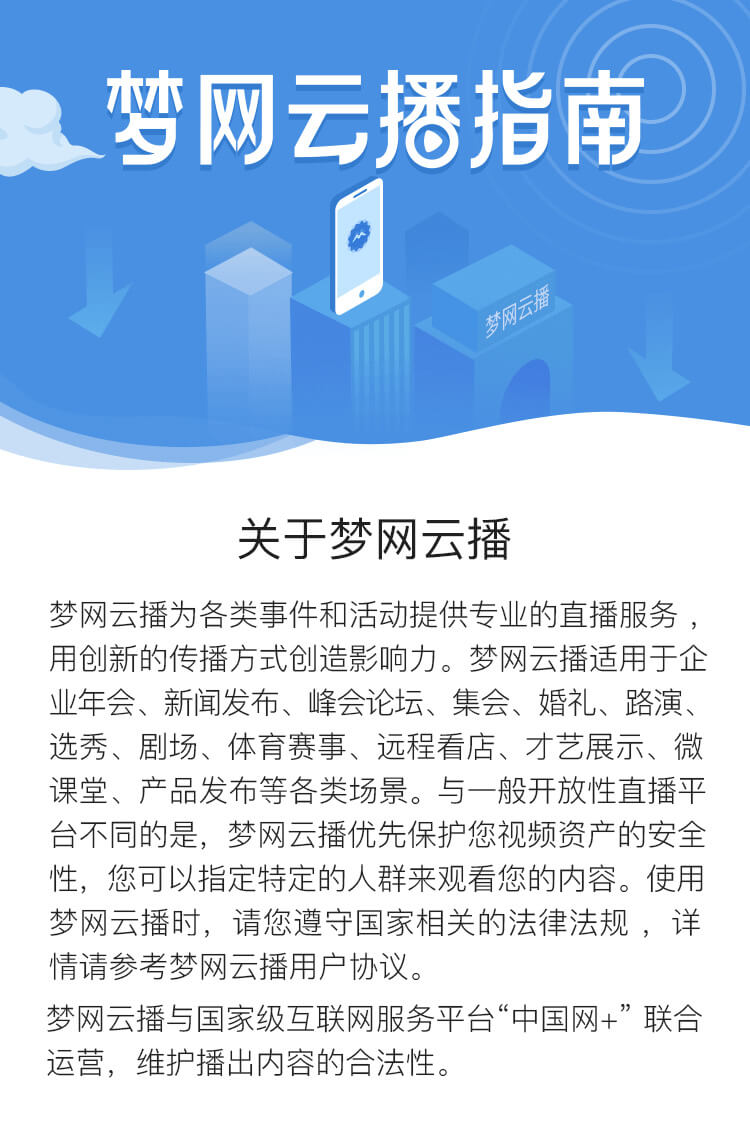 梦网云播指南
梦网云播
关于梦网云播
梦网云播为各类事件和活动提供专业的直播服务，
用创新的传播方式创造影响力。梦网云播适用于企
业年会、新闻发布、峰会论坛、集会、婚礼、路演、
选秀、剧场、体育赛事、远程看店、才艺展示、微
课堂、产品发布等各类场景。与一般开放性直播平
台不同的是，梦网云播优先保护您视频资产的安全
性，您可以指定特定的人群来观看您的内容。使用
梦网云播时，请您遵守国家相关的法律法规，详
情请参考梦网云播用户协议。
梦网云播与国家级互联网服务平台“中国网+” 联合
运营，维护播出内容的合法性。